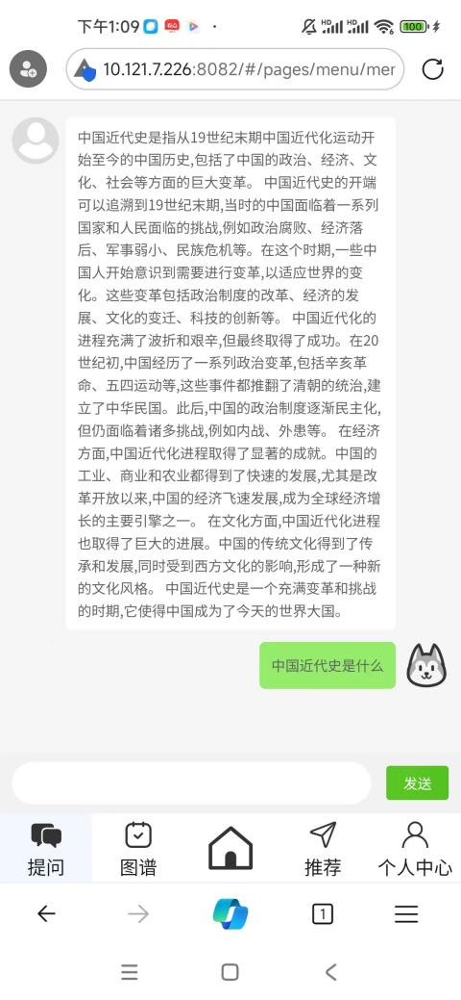 下午1:09
HD HD 6 100
10.121.7.226:8082/#/pages/menu/mer
中国近代史是指从19世纪末期中国近代化运动开
始至今的中国历史,包括了中国的政治、经济、文
化、社会等方面的巨大变革。 中国近代史的开端
可以追溯到19世纪末期,当时的中国面临着一系列
国家和人民面临的挑战,例如政治腐败、经济落
后、军事弱小、民族危机等。在这个时期,一些中
国人开始意识到需要进行变革,以适应世界的变
化。这些变革包括政治制度的改革、经济的发
展、文化的变迁、科技的创新等。 中国近代化的
进程充满了波折和艰辛,但最终取得了成功。在20
世纪初,中国经历了一系列政治变革,包括辛亥革
命、五四运动等,这些事件都推翻了清朝的统治,建
立了中华民国。此后,中国的政治制度逐渐民主化,
但仍面临着诸多挑战,例如内战、外患等。 在经济
方面,中国近代化进程取得了显著的成就。中国的
工业、商业和农业都得到了快速的发展,尤其是改
革开放以来,中国的经济飞速发展,成为全球经济增
长的主要引擎之一。 在文化方面,中国近代化进程
也取得了巨大的进展。中国的传统文化得到了传
承和发展,同时受到西方文化的影响,形成了一种新
的文化风格。 中国近代史是一个充满变革和挑战
的时期,它使得中国成为了今天的世界大国。
中国近代史是什么
发送
提问 图谱 推荐 个人中心
1